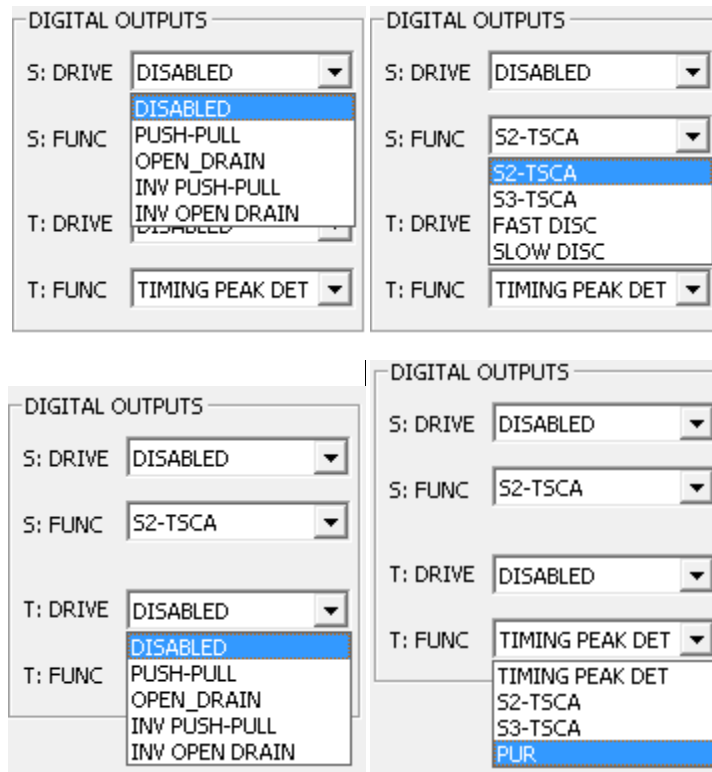 DIGITAL OUTPUTS
S: DRIVE DISABLED
DISABLED
PUSH-PULL
S: FUNC
OPEN_DRAIN
INV PUSH-PULL
INV OPEN DRAIN
T: DRIVE DISABLED
T: FUNC TIMING PEAK DET
DIGITAL OUTPUTS
S: DRIVE DISABLED
S: FUNC S2-TSCA
S2-TSCA
S3-TSCA
T: DRIVE FAST DISC
SLOW DISC
T: FUNC TIMING PEAK DET
DIGITAL OUTPUTS
S: DRIVE DISABLED
S: FUNC S2-TSCA
T: DRIVE DISABLED
DISABLED
T: FUNC PUSH-PULL
OPEN_DRAIN
INV PUSH-PULL
INV OPEN DRAIN
DIGITAL OUTPUTS
S: DRIVE DISABLED
S: FUNC S2-TSCA
T: DRIVE DISABLED
T: FUNC TIMING PEAK DET
TIMING PEAK DET
S2-TSCA
S3-TSCA
PUR